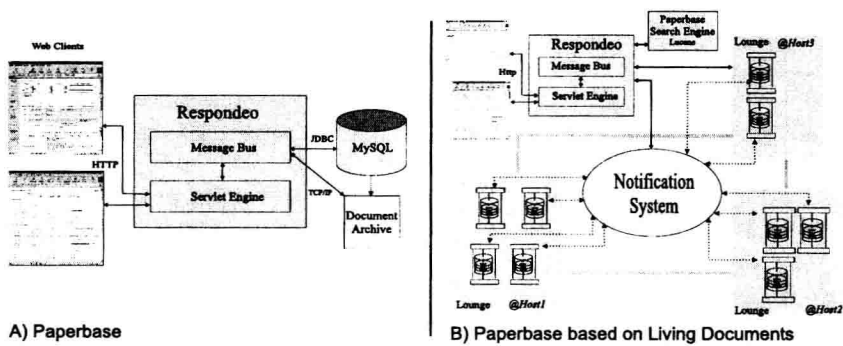 Web Clients
Respondeo
Message Bus
Servlet Engine
HTTP
JDBC
TCP/IP
MySQL
Document
Archive
A) Paperbase
Paperbase
Search Engine
Lucene
Respondeo
Message Bus
Servlet Engine
Http
Lounge @Host3
Notification
System
Lounge @Host1
Lounge @Host2
B) Paperbase based on Living Documents